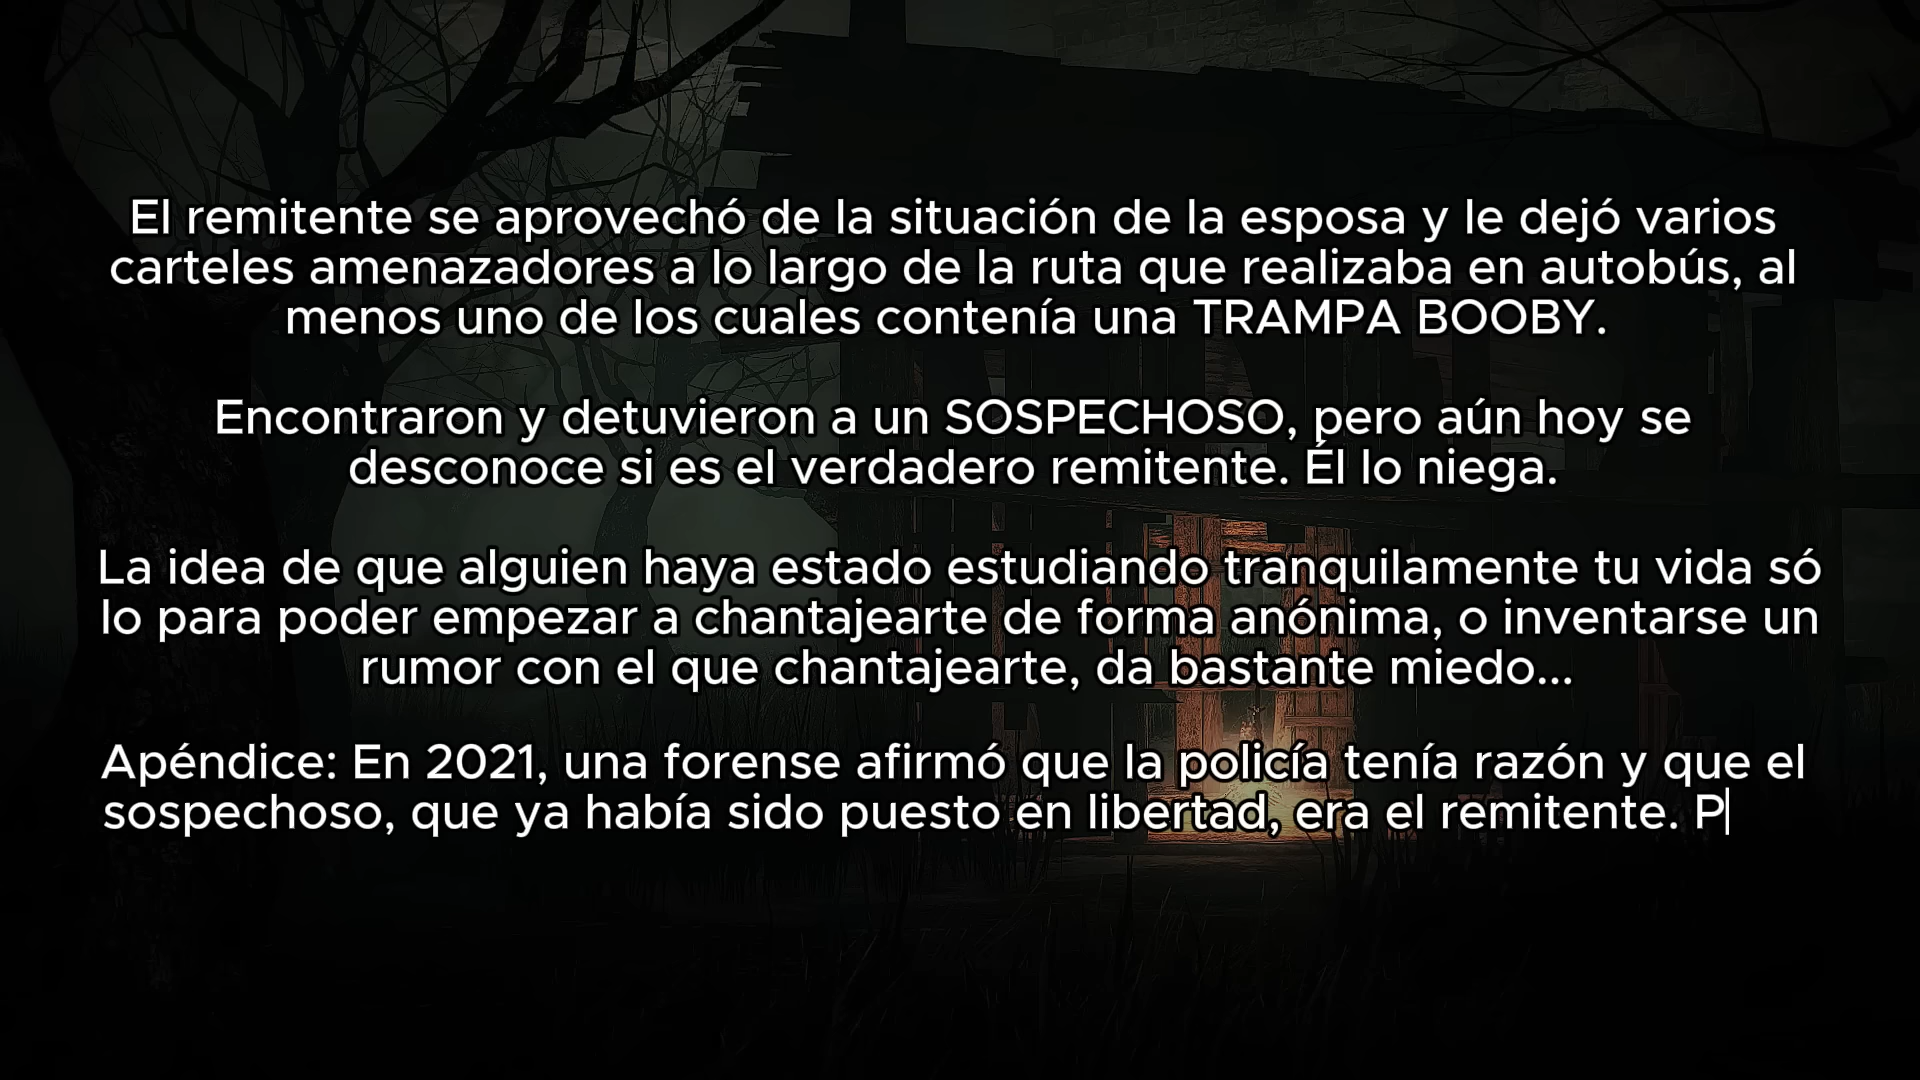 El remitente se aprovechó de la situación de la esposa y le dejó varios
carteles amenazadores a lo largo de la ruta que realizaba en autobús, al
menos uno de los cuales contenía una TRAMPA BOOBY.
Encontraron y detuvieron a un SOSPECHOSO, pero aún hoy se
desconoce si es el verdadero remitente. Él lo niega.
La idea de que alguien haya estado estudiando tranquilamente tu vida só
lo para poder empezar a chantajearte de forma anónima, o inventarse un
rumor con el que chantajearte, da bastante miedo...
Apéndice: En 2021, una forense afirmó que la policía tenía razón y que el
sospechoso, que ya había sido puesto en libertad, era el remitente. P